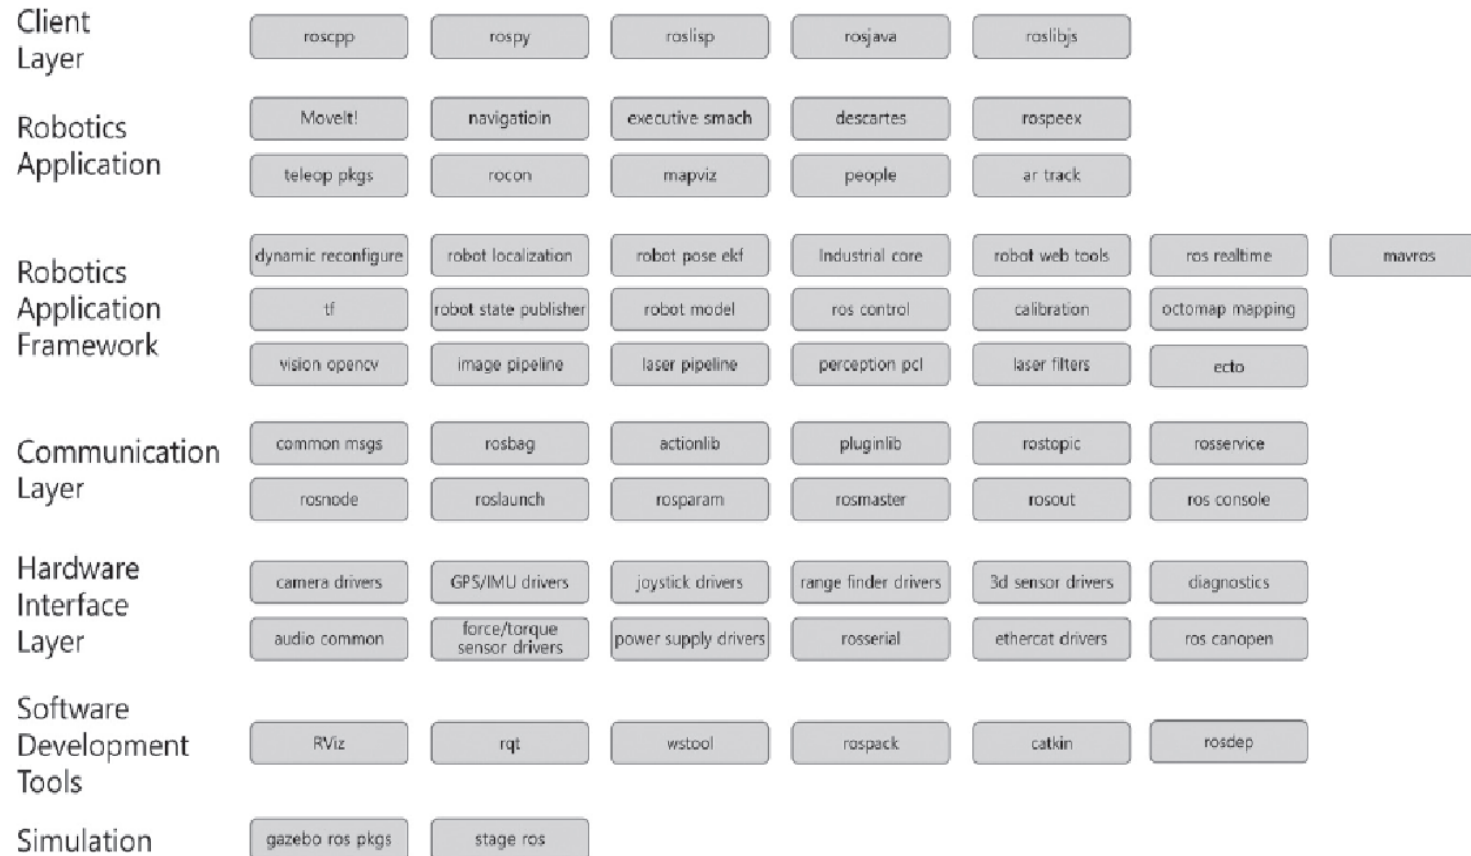 Client
Layer
roscpp rospy roslisp rosjava roslibjs
Robotics
Application
MoveIt! navigatioin executive smach descartes rospeex
teleop pkgs rocon mapviz people ar track
Robotics
Application
Framework
dynamic reconfigure robot localization robot pose ekf Industrial core robot web tools ros realtime mavros
tf robot state publisher robot model ros control calibration octomap mapping
vision opencv image pipeline laser pipeline perception pcl laser filters ecto
Communication
Layer
common msgs rosbag actionlib pluginlib rostopic rosservice
rosnode roslaunch rosparam rosmaster rosout ros console
Hardware
Interface
Layer
camera drivers GPS/IMU drivers joystick drivers range finder drivers 3d sensor drivers diagnostics
audio common force/torque sensor drivers power supply drivers rosserial ethercat drivers ros canopen
Software
Development
Tools
RViz rqt wstool rospack catkin rosdep
Simulation
gazebo ros pkgs stage ros